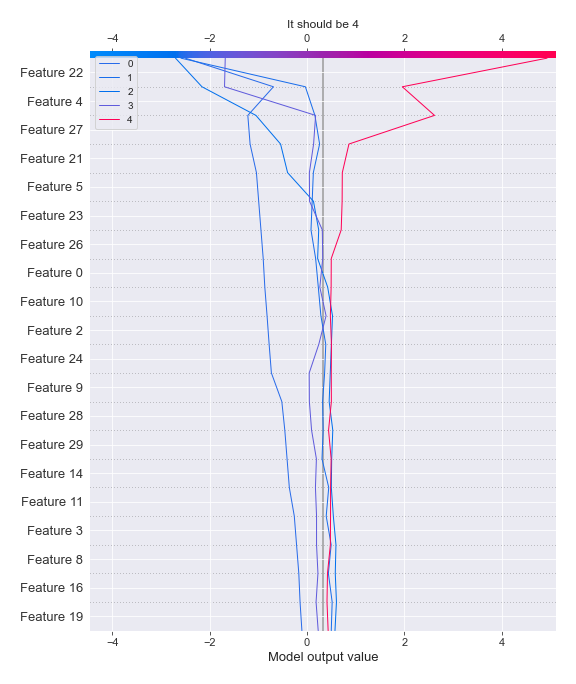 It should be 4
−4 −2 0 2 4
0
1
2
3
4
Feature 22
Feature 4
Feature 27
Feature 21
Feature 5
Feature 23
Feature 26
Feature 0
Feature 10
Feature 2
Feature 24
Feature 9
Feature 28
Feature 29
Feature 14
Feature 11
Feature 3
Feature 8
Feature 16
Feature 19
−4 −2 0 2 4
Model output value